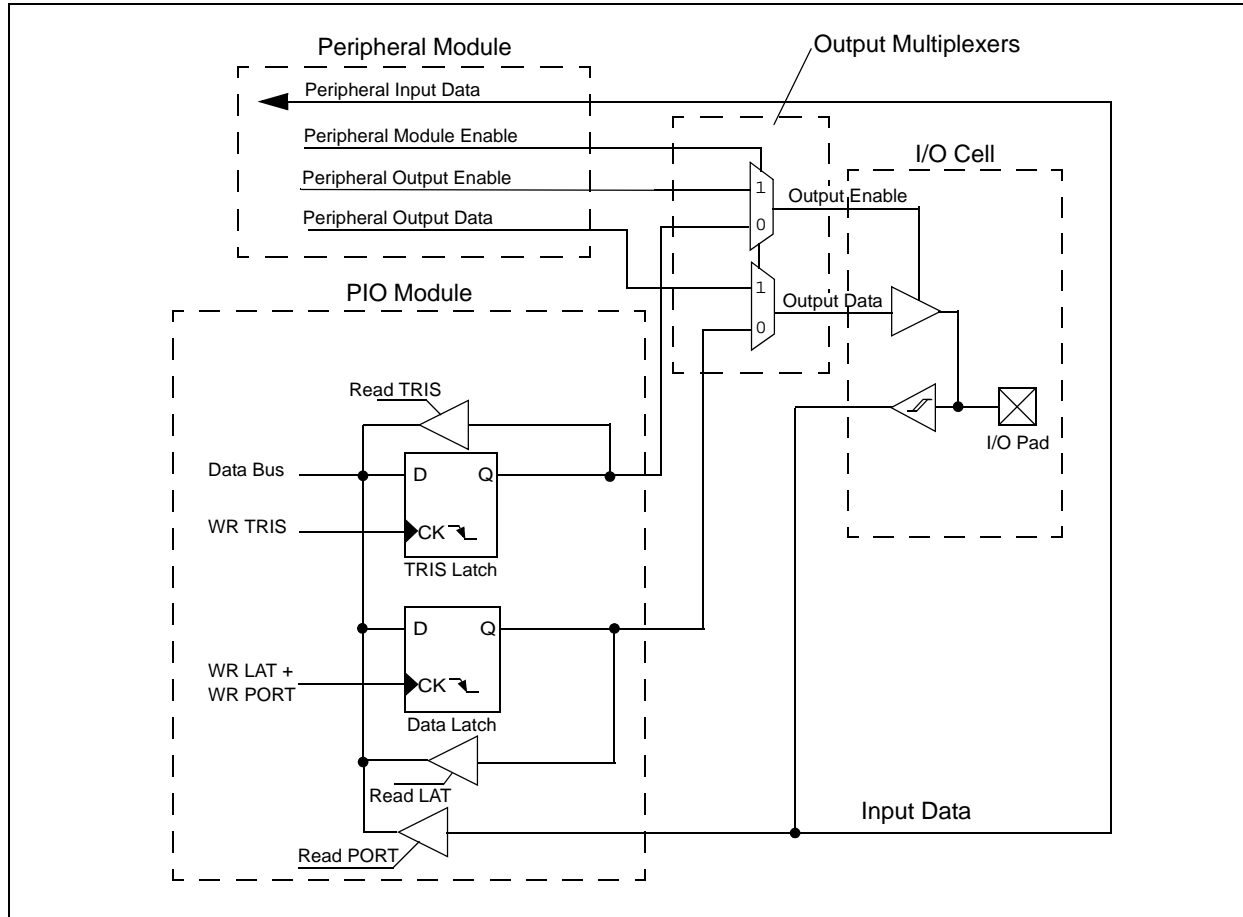 Peripheral Module
Output Multiplexers
Peripheral Input Data
Peripheral Module Enable
I/O Cell
Peripheral Output Enable
1
Output Enable
Peripheral Output Data
0
PIO Module
1
Output Data
0
Read TRIS
I/O Pad
Data Bus
D
Q
WR TRIS
CK
TRIS Latch
D
Q
WR LAT +
WR PORT
CK
Data Latch
Read LAT
Input Data
Read PORT